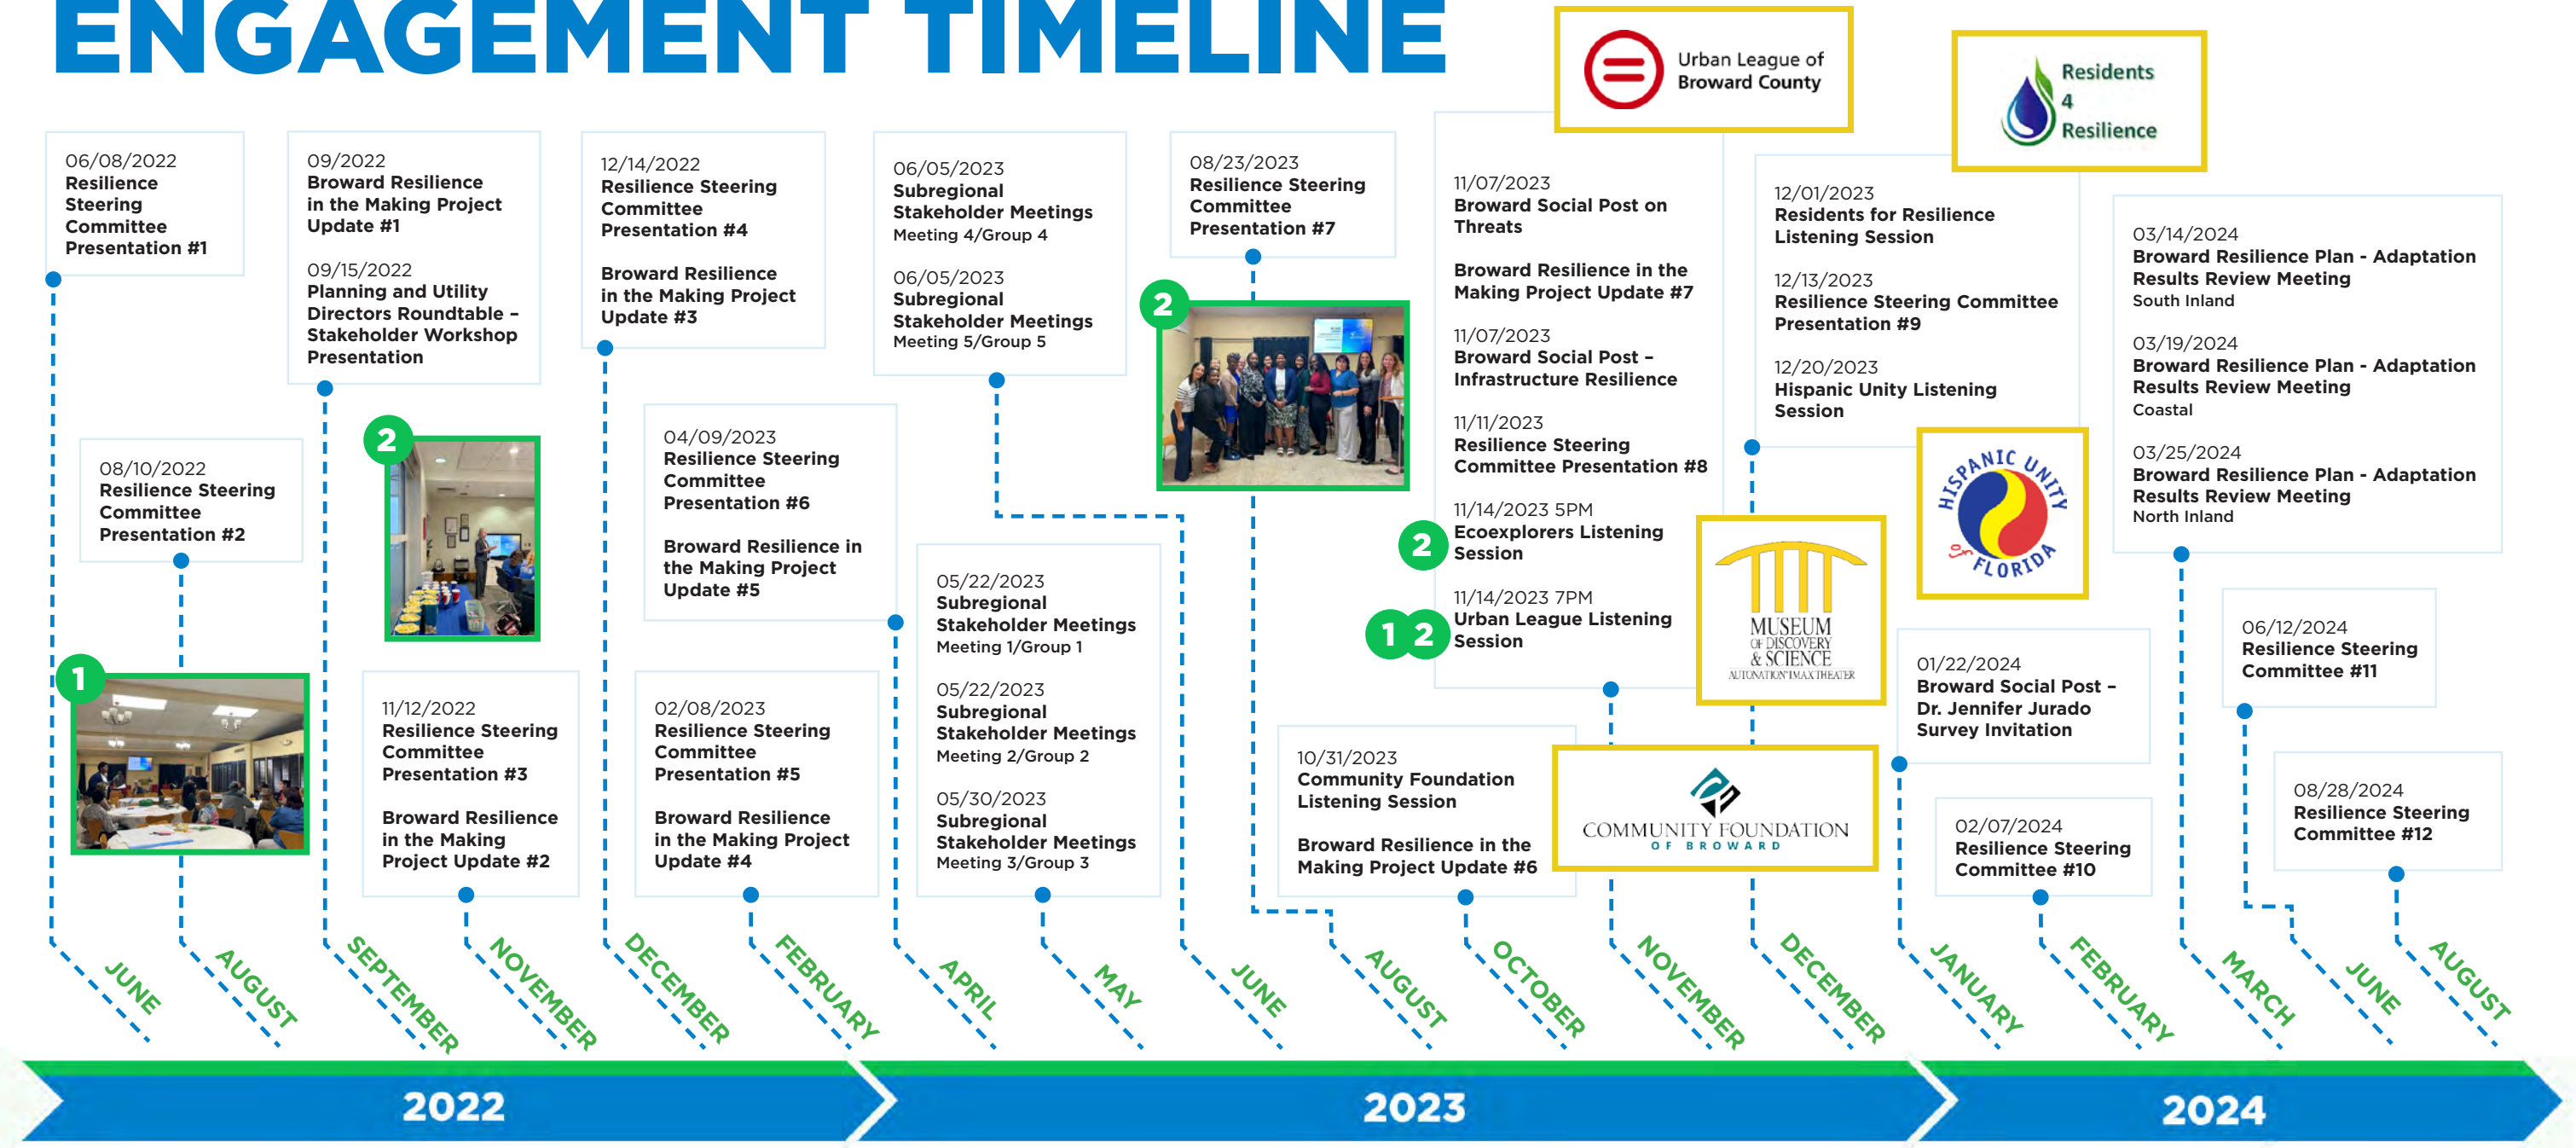 ENGAGEMENT TIMELINE
Urban League of
Broward County
Residents
4
Resilience
06/08/2022
Resilience
Steering
Committee
Presentation #1
08/10/2022
Resilience Steering
Committee
Presentation #2
1
09/2022
Broward Resilience
in the Making Project
Update #1
09/15/2022
Planning and Utility
Directors Roundtable –
Stakeholder Workshop
Presentation
2
11/12/2022
Resilience Steering
Committee
Presentation #3
Broward Resilience
in the Making
Project Update #2
12/14/2022
Resilience Steering
Committee
Presentation #4
Broward Resilience
in the Making Project
Update #3
02/08/2023
Resilience Steering
Committee
Presentation #5
Broward Resilience
in the Making Project
Update #4
04/09/2023
Resilience Steering
Committee
Presentation #6
Broward Resilience in
the Making Project
Update #5
05/22/2023
Subregional
Stakeholder Meetings
Meeting 1/Group 1
05/22/2023
Subregional
Stakeholder Meetings
Meeting 2/Group 2
05/30/2023
Subregional
Stakeholder Meetings
Meeting 3/Group 3
06/05/2023
Subregional
Stakeholder Meetings
Meeting 4/Group 4
06/05/2023
Subregional
Stakeholder Meetings
Meeting 5/Group 5
08/23/2023
Resilience Steering
Committee
Presentation #7
2
10/31/2023
Community Foundation
Listening Session
Broward Resilience in the
Making Project Update #6
11/07/2023
Broward Social Post on
Threats
Broward Resilience in the
Making Project Update #7
11/07/2023
Broward Social Post –
Infrastructure Resilience
11/11/2023
Resilience Steering
Committee Presentation #8
11/14/2023 5PM
2
Ecoexplorers Listening
Session
11/14/2023 7PM
1 2
Urban League Listening
Session
MUSEUM
OF DISCOVERY
& SCIENCE
AUTONATION IMAX THEATER
COMMUNITY FOUNDATION
OF BROWARD
12/01/2023
Residents for Resilience
Listening Session
12/13/2023
Resilience Steering Committee
Presentation #9
12/20/2023
Hispanic Unity Listening
Session
HISPANIC UNITY
of
FLORIDA
01/22/2024
Broward Social Post –
Dr. Jennifer Jurado
Survey Invitation
02/07/2024
Resilience Steering
Committee #10
03/14/2024
Broward Resilience Plan - Adaptation
Results Review Meeting
South Inland
03/19/2024
Broward Resilience Plan - Adaptation
Results Review Meeting
Coastal
03/25/2024
Broward Resilience Plan - Adaptation
Results Review Meeting
North Inland
06/12/2024
Resilience Steering
Committee #11
08/28/2024
Resilience Steering
Committee #12
JUNE
AUGUST
SEPTEMBER
NOVEMBER
DECEMBER
FEBRUARY
APRIL
MAY
JUNE
AUGUST
OCTOBER
NOVEMBER
DECEMBER
JANUARY
FEBRUARY
MARCH
JUNE
AUGUST
2022
2023
2024